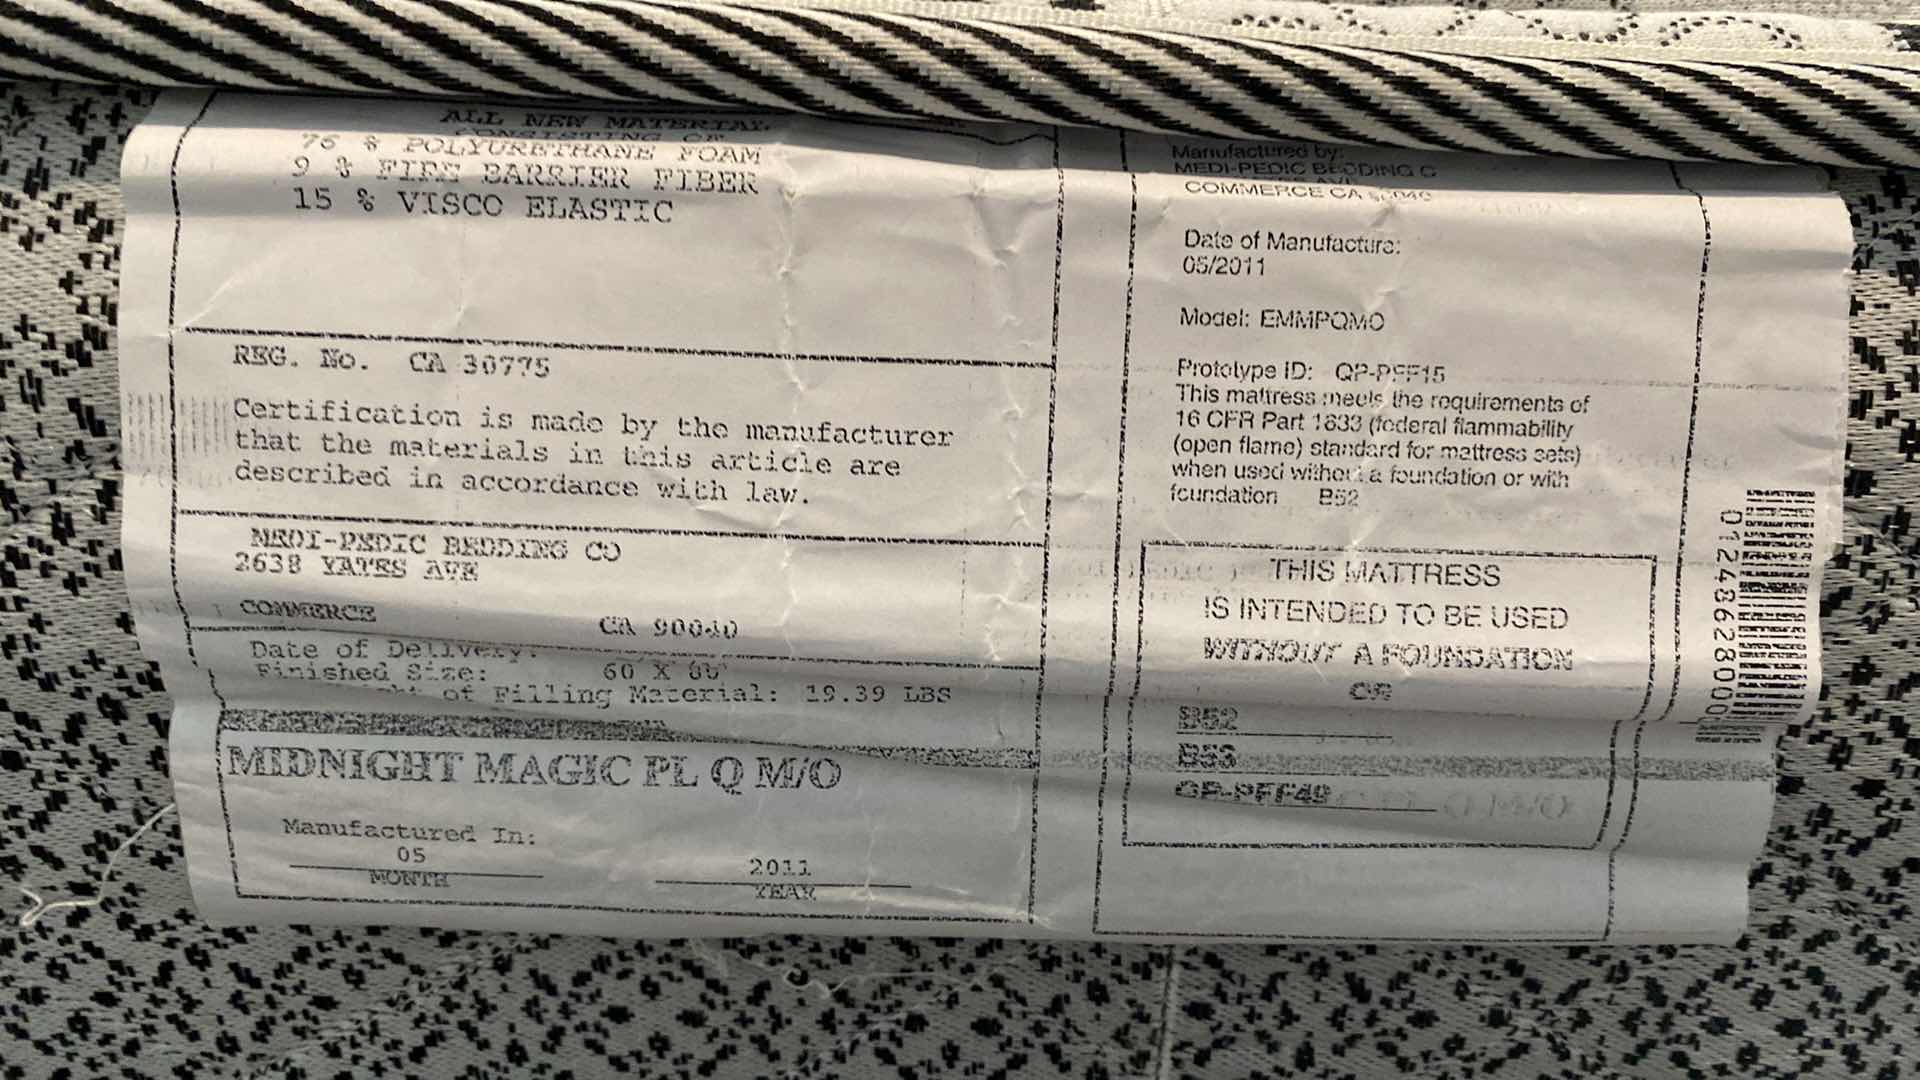 ALL NEW MATERIAL
CONSISTING OF
76 % POLYURETHANE FOAM
9 % FIRE BARRIER FIBER
15 % VISCO ELASTIC
REG. No. CA 30775
Certification is made by the manufacturer
that the materials in this article are
described in accordance with law.
MEDI-PEDIC BEDDING CO
2638 YATES AVE
COMMERCE CA 90040
Date of Delivery:
Finished Size: 60 X
of Filling Material: 19.39 LBS
MIDNIGHT MAGIC PL Q M/O
Manufactured In:
05 2011
MONTH YEAR
Manufactured by:
MEDI-PEDIC BEDDING C
COMMERCE CA
Date of Manufacture:
05/2011
Model: EMMPQMO
Prototype ID: QP-PFF15
This mattress meets the requirements of
16 CFR Part 1633 (federal flammability
(open flame) standard for mattress sets)
when used without a foundation or with
foundation B52
THIS MATTRESS
IS INTENDED TO BE USED
WITHOUT A FOUNDATION
OR
B52
B53
QP-PFF49
01248628000